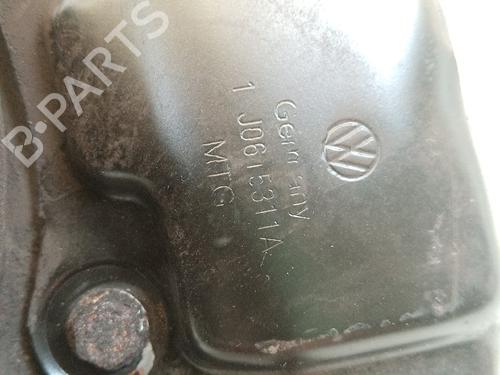 B-PARTS
Germany
1 J0615311A
MTG